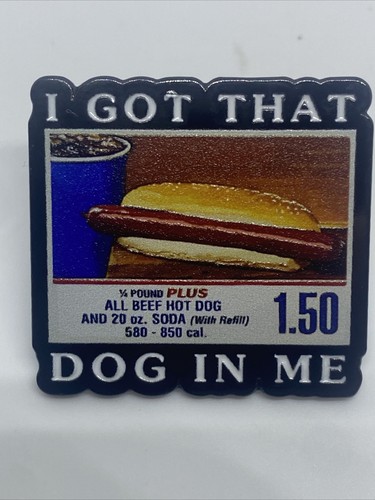 I GOT THAT
¼ POUND PLUS
ALL BEEF HOT DOG
AND 20 oz. SODA (With Refill)
580 - 850 cal.
1.50
DOG IN ME